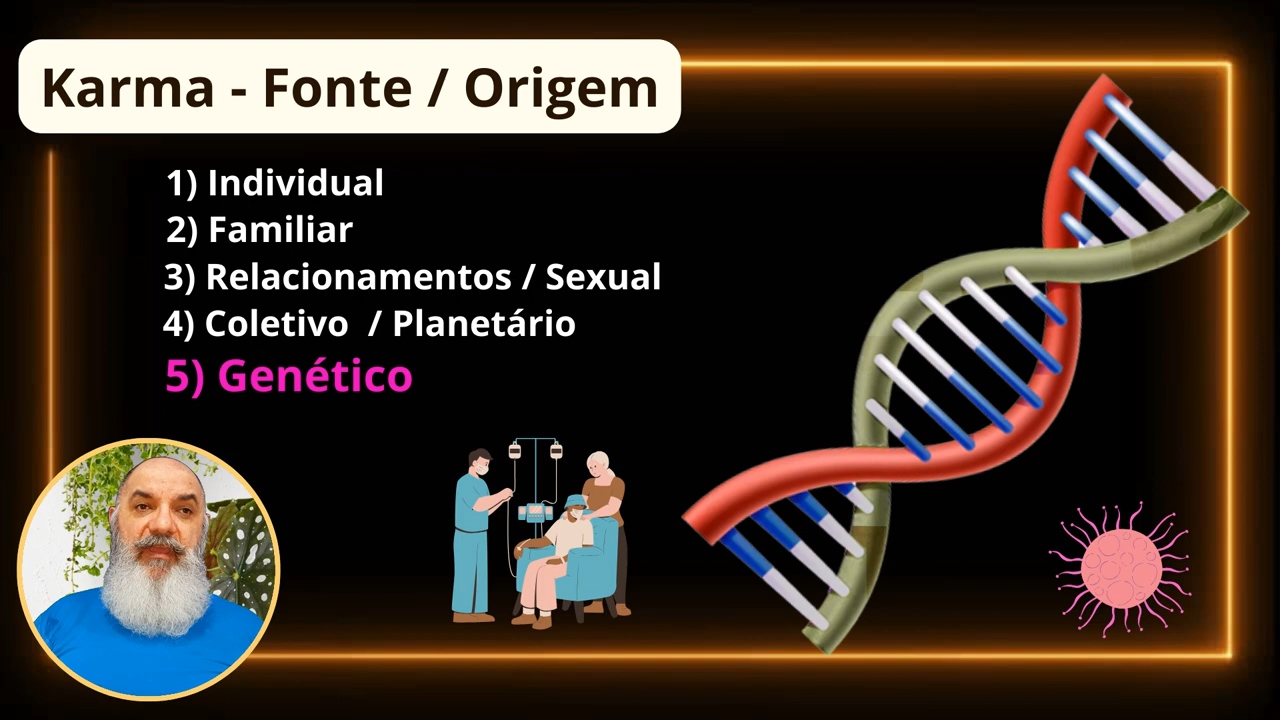 Karma - Fonte / Origem
1) Individual
2) Familiar
3) Relacionamentos / Sexual
4) Coletivo / Planetário
5) Genético